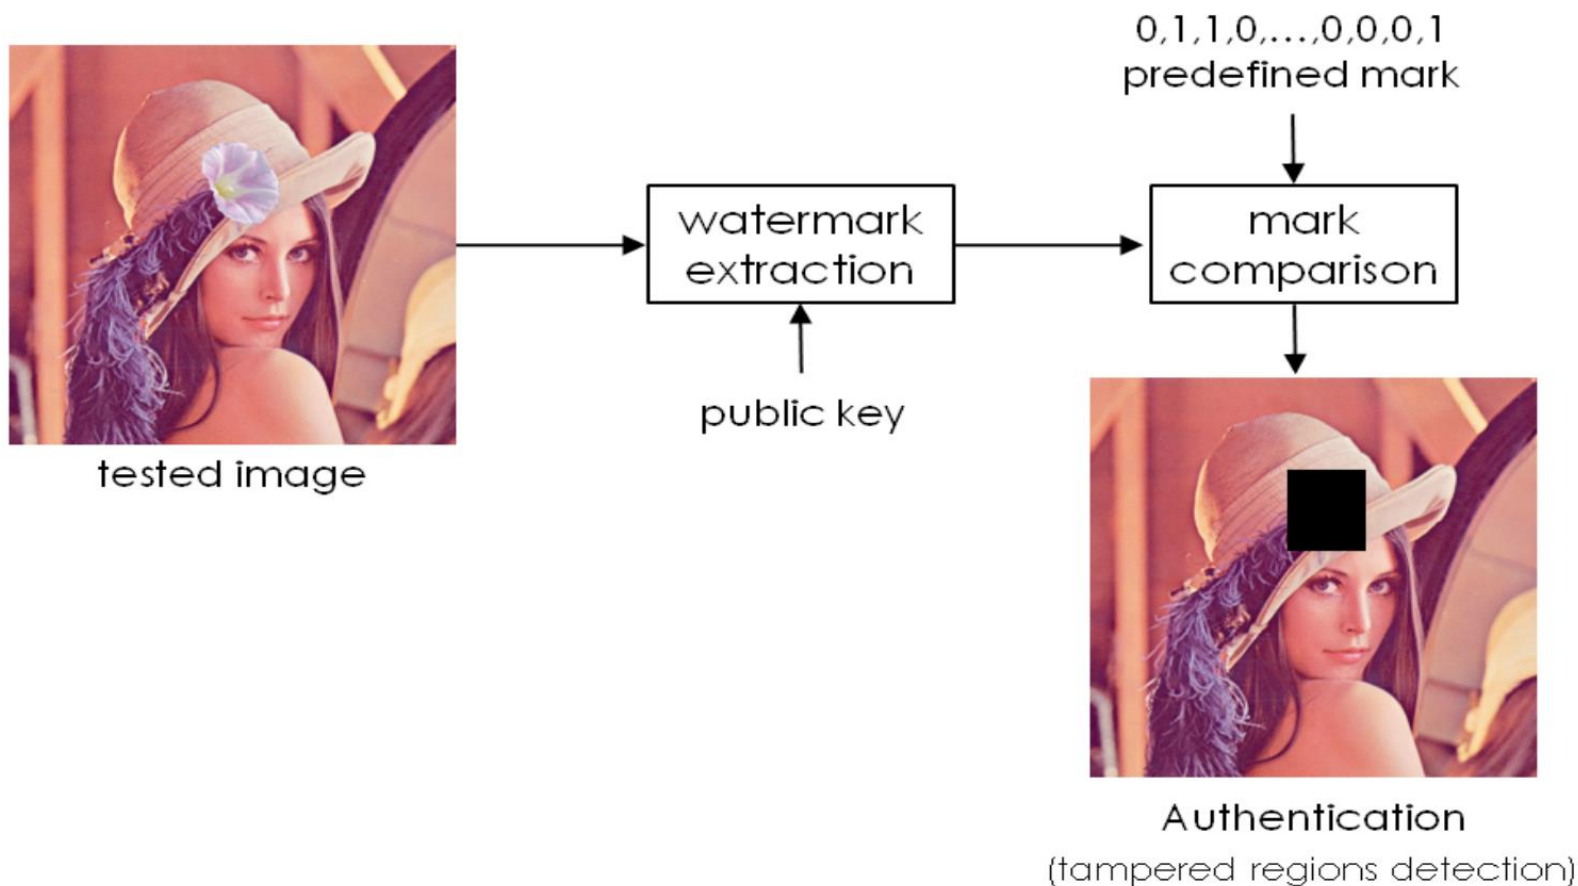 0,1,1,0,...,0,0,0,1
predefined mark
watermark
extraction
mark
comparison
public key
tested image
Authentication
(tampered regions detection)